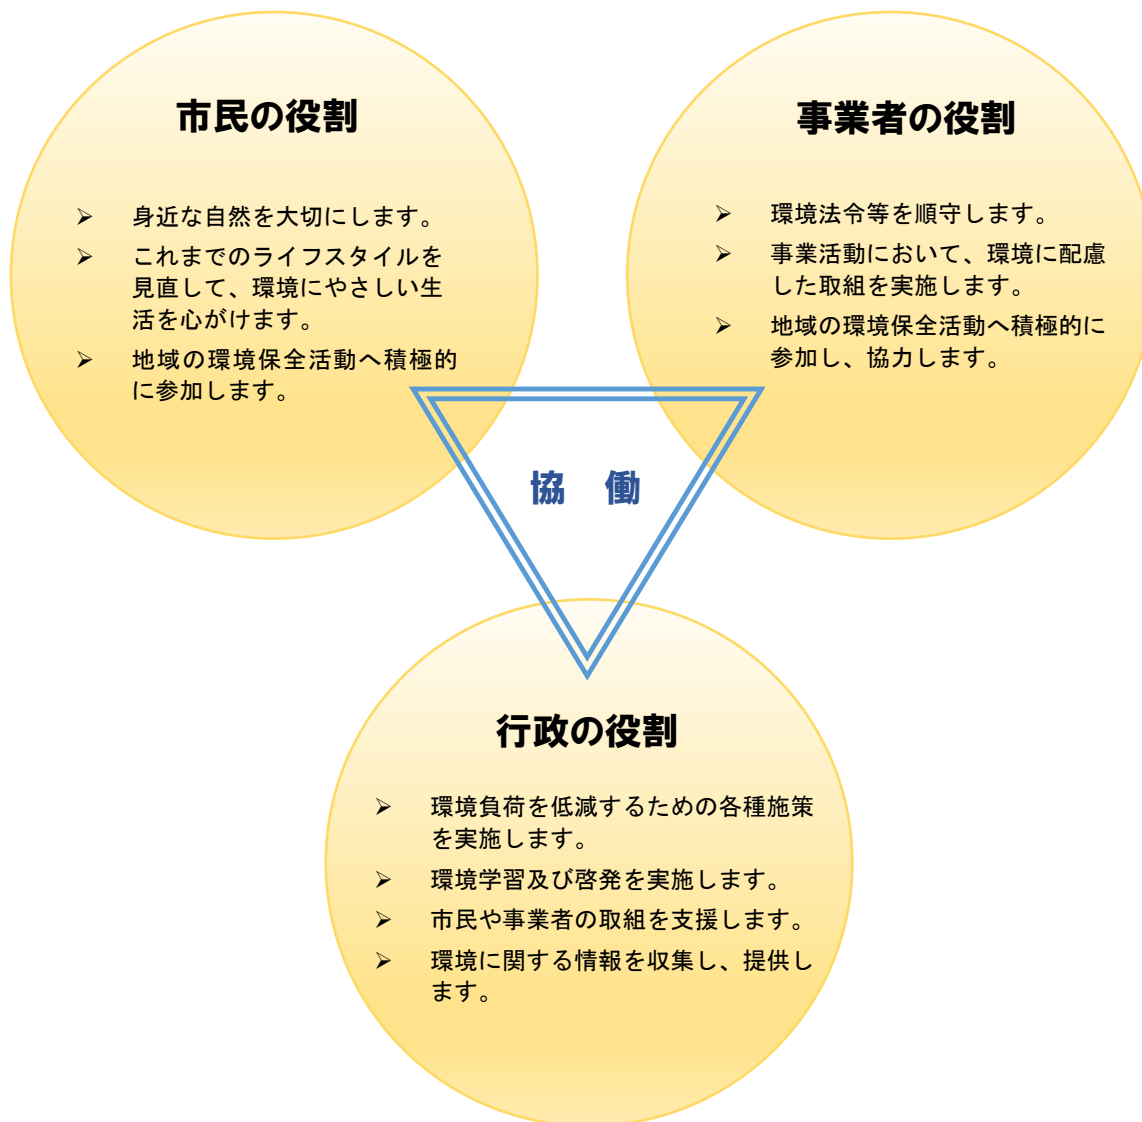 市民の役割
➢ 身近な自然を大切にします。
➢ これまでのライフスタイルを
見直して、環境にやさしい生
活を心がけます。
➢ 地域の環境保全活動へ積極的
に参加します。
事業者の役割
➢ 環境法令等を順守します。
➢ 事業活動において、環境に配慮
した取組を実施します。
➢ 地域の環境保全活動へ積極的に
参加し、協力します。
協 働
行政の役割
➢ 環境負荷を低減するための各種施策
を実施します。
➢ 環境学習及び啓発を実施します。
➢ 市民や事業者の取組を支援します。
➢ 環境に関する情報を収集し、提供し
ます。